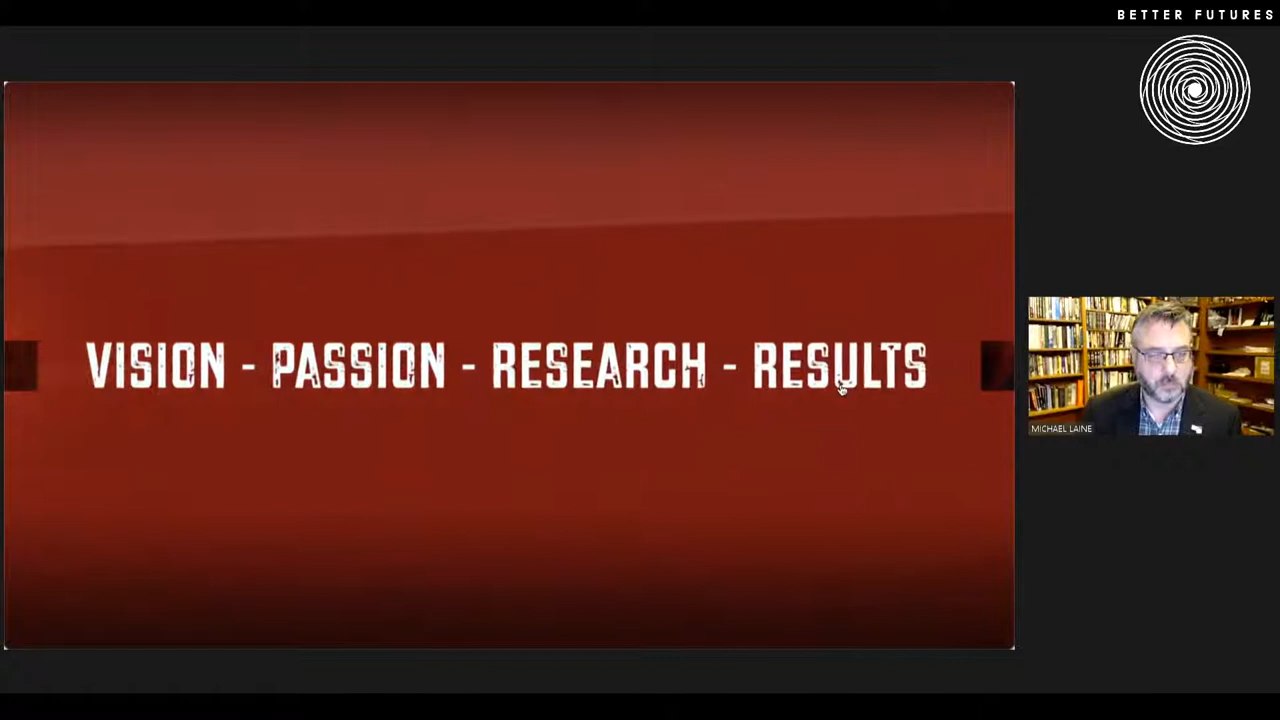 BETTER FUTURES
VISION - PASSION - RESEARCH - RESULTS
MICHAEL LAINE